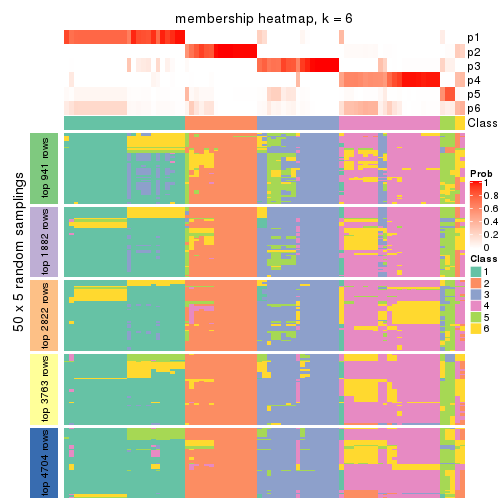 membership heatmap, k = 6
p1
p2
p3
p4
p5
p6
Class
50 x 5 random samplings
top 941 rows
top 1882 rows
top 2822 rows
top 3763 rows
top 4704 rows
Prob
1
0.8
0.6
0.4
0.2
0
Class
1
2
3
4
5
6